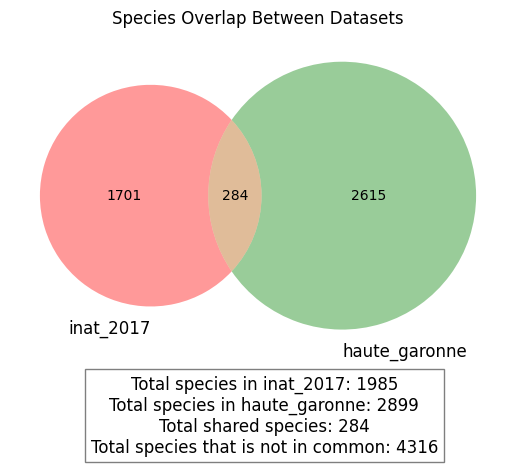 Species Overlap Between Datasets
1701
284
2615
inat_2017
haute_garonne
Total species in inat_2017: 1985
Total species in haute_garonne: 2899
Total shared species: 284
Total species that is not in common: 4316